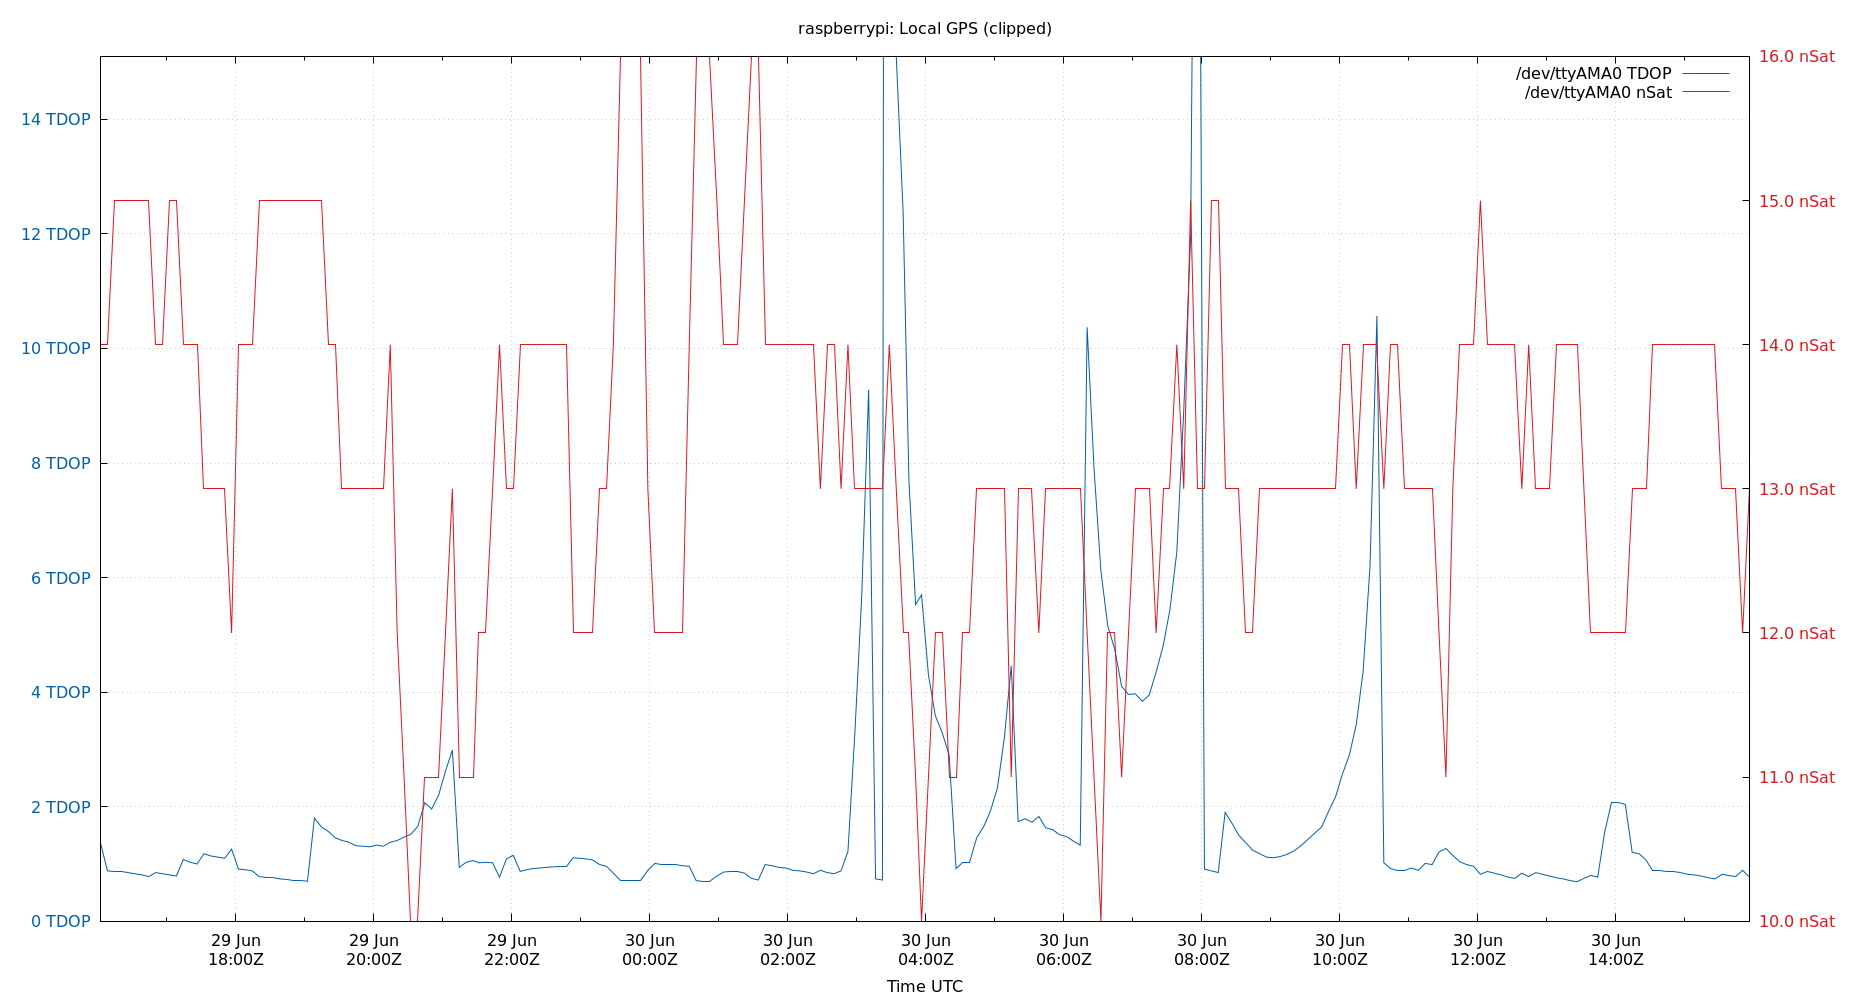 raspberrypi: Local GPS (clipped)
/dev/ttyAMA0 TDOP
/dev/ttyAMA0 nSat
14 TDOP
12 TDOP
10 TDOP
8 TDOP
6 TDOP
4 TDOP
2 TDOP
0 TDOP
16.0 nSat
15.0 nSat
14.0 nSat
13.0 nSat
12.0 nSat
11.0 nSat
10.0 nSat
29 Jun
18:00Z
29 Jun
20:00Z
29 Jun
22:00Z
30 Jun
00:00Z
30 Jun
02:00Z
30 Jun
04:00Z
30 Jun
06:00Z
30 Jun
08:00Z
30 Jun
10:00Z
30 Jun
12:00Z
30 Jun
14:00Z
Time UTC